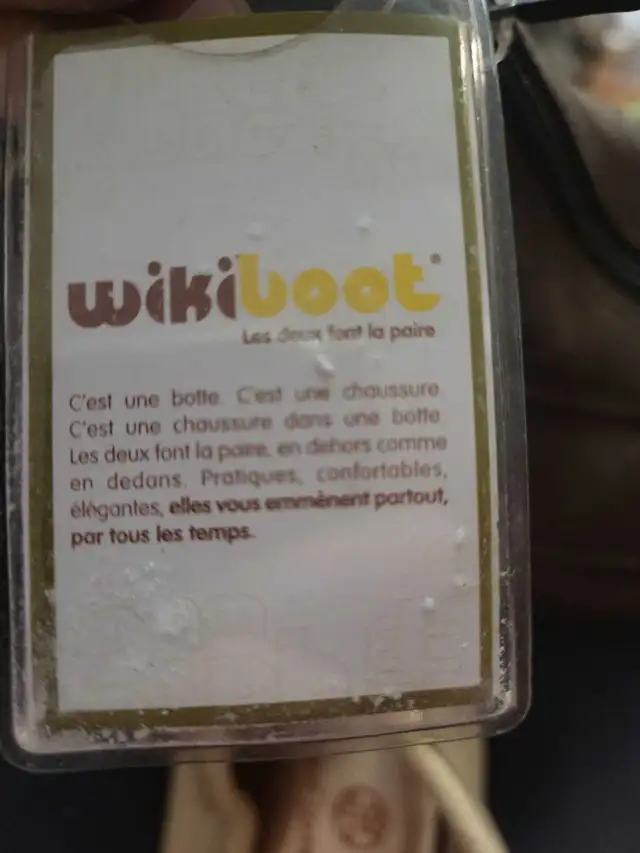 wikiboot®
Les deux font la paire
C'est une botte. C'est une chaussure.
C'est une chaussure dans une botte.
Les deux font la paire, en dehors comme
en dedans. Pratiques, confortables,
élégantes, elles vous emmènent partout,
par tous les temps.